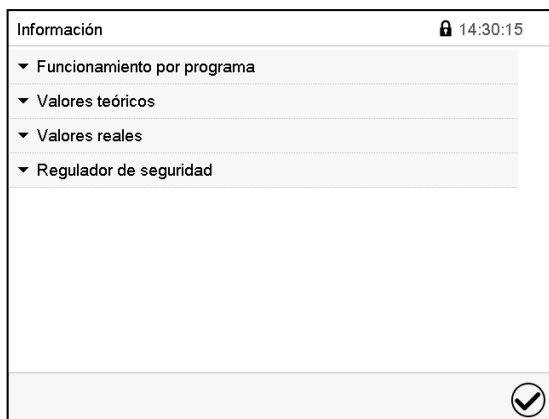 Información 14:30:15
Funcionamiento por programa
Valores teóricos
Valores reales
Regulador de seguridad